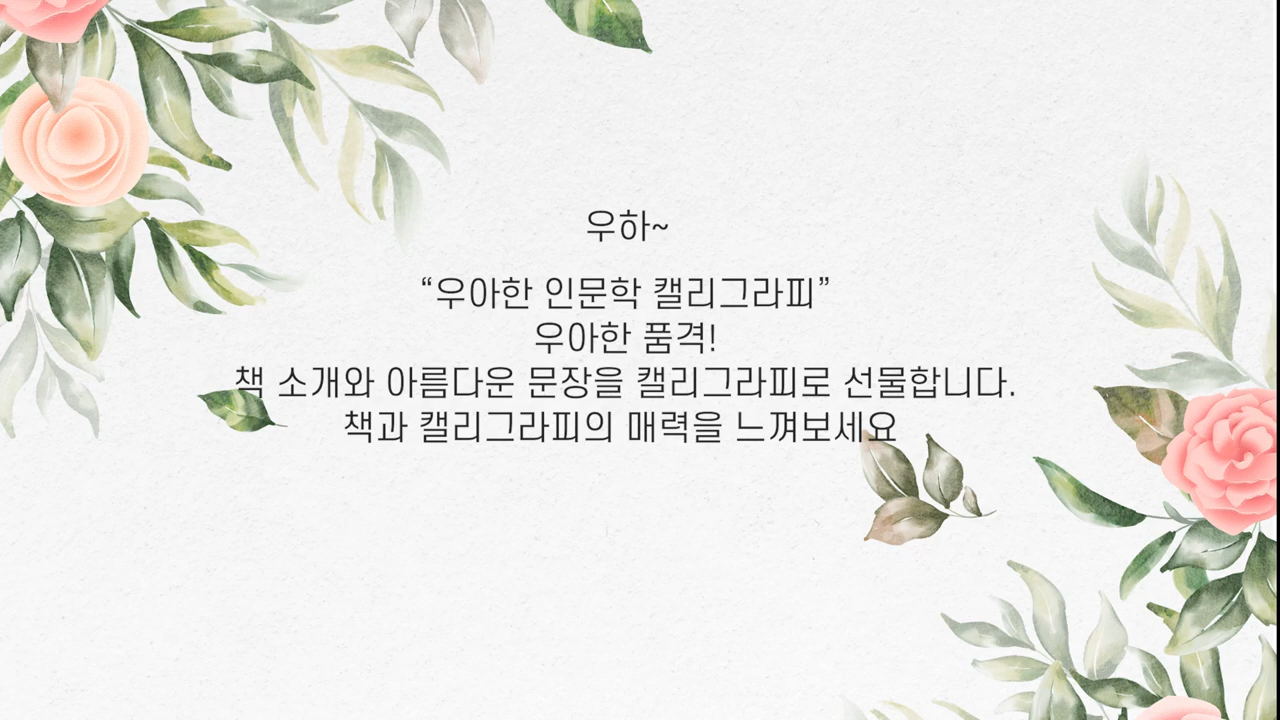 우하~
“우아한 인문학 캘리그라피”
우아한 품격!
책 소개와 아름다운 문장을 캘리그라피로 선물합니다.
책과 캘리그라피의 매력을 느껴보세요